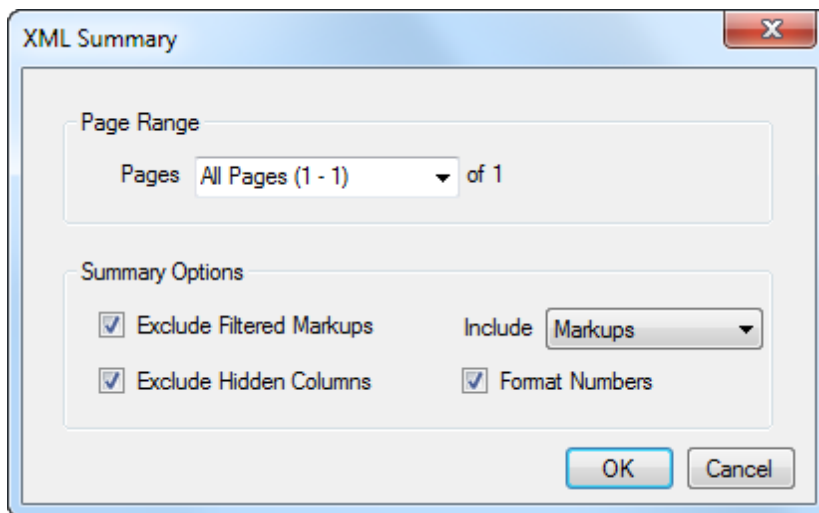 XML Summary
Page Range
Pages All Pages (1 - 1) of 1
Summary Options
Exclude Filtered Markups Include Markups
Exclude Hidden Columns Format Numbers
OK Cancel